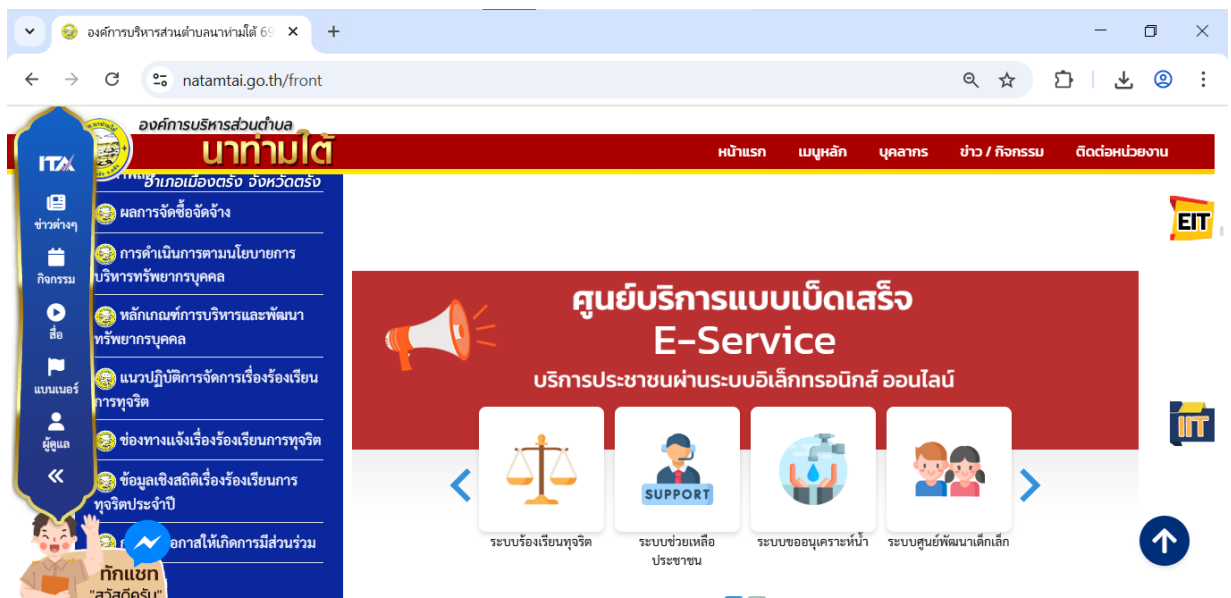 องค์การบริหารส่วนตำบลนาท่ามใต้ 69
natamtai.go.th/front
องค์การบริหารส่วนตำบล
นาท่ามใต้
อำเภอเมืองตรัง จังหวัดตรัง
หน้าแรก เมนูหลัก บุคลากร ข่าว / กิจกรรม ติดต่อหน่วยงาน
ITA
ข่าวต่างๆ
กิจกรรม
สื่อ
แบนเนอร์
ผู้ดูแล
ผลการจัดซื้อจัดจ้าง
การดำเนินการตามนโยบายการ
บริหารทรัพยากรบุคคล
หลักเกณฑ์การบริหารและพัฒนา
ทรัพยากรบุคคล
แนวปฏิบัติการจัดการเรื่องร้องเรียน
การทุจริต
ช่องทางแจ้งเรื่องร้องเรียนการทุจริต
ข้อมูลเชิงสถิติเรื่องร้องเรียนการ
ทุจริตประจำปี
อกาสให้เกิดการมีส่วนร่วม
ทักแชท
"สวัสดีครับ"
ศูนย์บริการแบบเบ็ดเสร็จ
E-Service
บริการประชาชนผ่านระบบอิเล็กทรอนิกส์ ออนไลน์
SUPPORT
ระบบร้องเรียนทุจริต
ระบบช่วยเหลือ
ประชาชน
ระบบขออนุเคราะห์น้ำ
ระบบศูนย์พัฒนาเด็กเล็ก
EIT
IIT